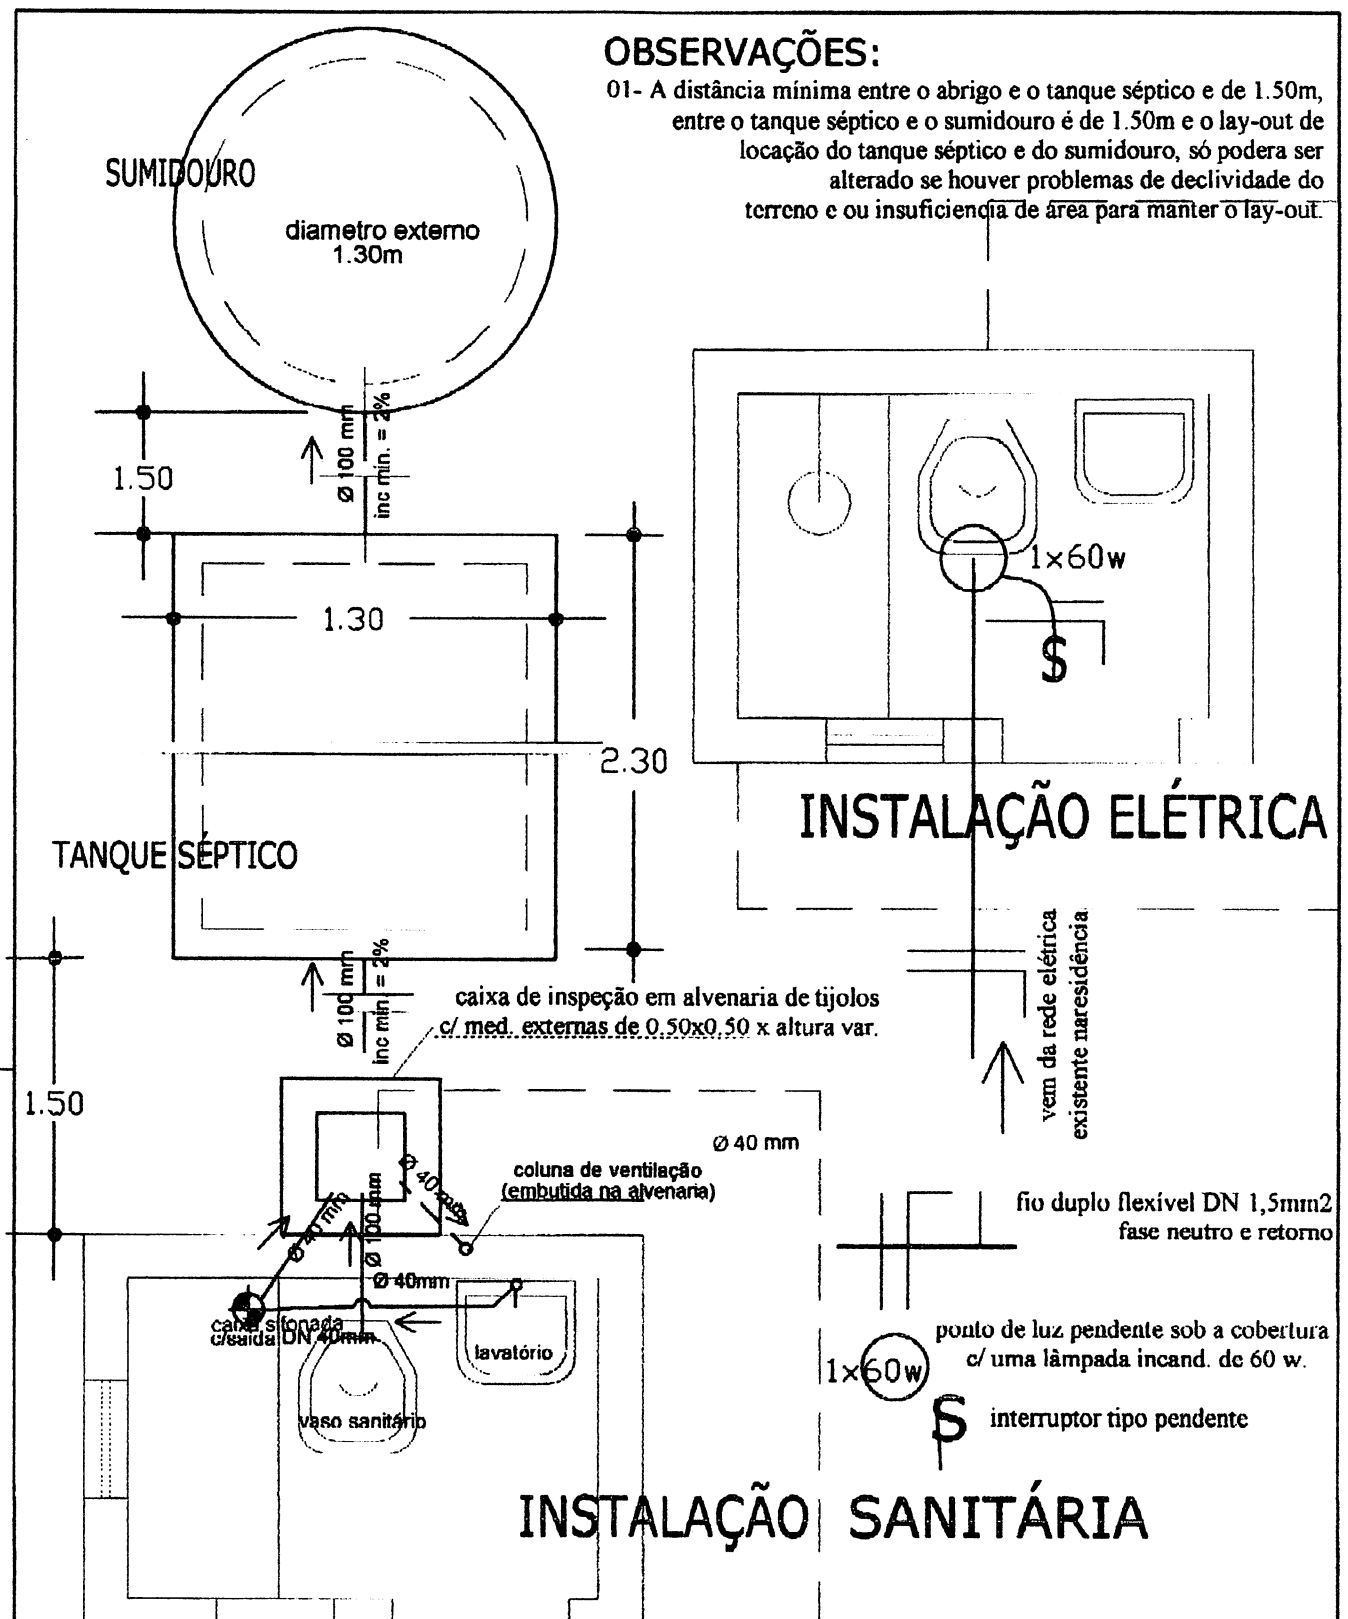 OBSERVAÇÕES:
01- A distância mínima entre o abrigo e o tanque séptico e de 1.50m,
entre o tanque séptico e o sumidouro é de 1.50m e o lay-out de
locação do tanque séptico e do sumidouro, só podera ser
alterado se houver problemas de declividade do
terreno e ou insuficiencia de área para manter o lay-out.
SUMIDOURO
diametro externo
1.30m
Ø 100 mm
inc min. = 2%
1.50
1.30
2.30
TANQUE SÉPTICO
1×60w
S
INSTALAÇÃO ELÉTRICA
vem da rede elétrica
existente naresidência
Ø 100 mm
inc min. = 2%
caixa de inspeção em alvenaria de tijolos
c/ med. externas de 0.50x0.50 x altura var.
1.50
Ø 40 mm
coluna de ventilação
(embutida na alvenaria)
Ø 40 mm
Ø 40 mm
Ø 100 mm
Ø 40mm
caixa sifonada
c/saída DN 40mm
lavatório
vaso sanitário
fio duplo flexível DN 1,5mm2
fase neutro e retorno
ponto de luz pendente sob a cobertura
c/ uma lâmpada incand. de 60 w.
1×60w
S
interruptor tipo pendente
INSTALAÇÃO SANITÁRIA